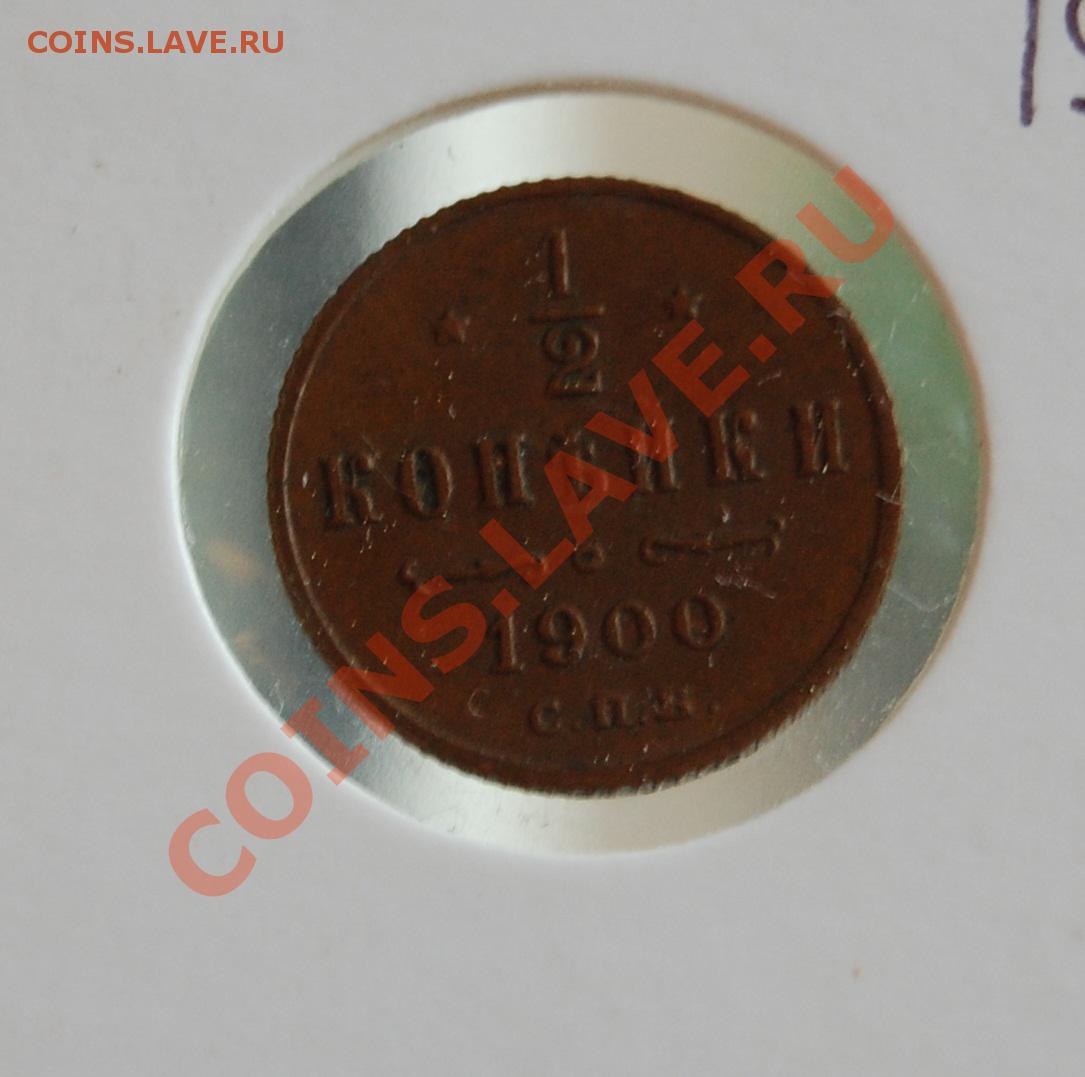 COINS.LAVE.RU
1
2
КОПѢЙКИ
1900
С.П.Б.
COINS.LAVE.RU